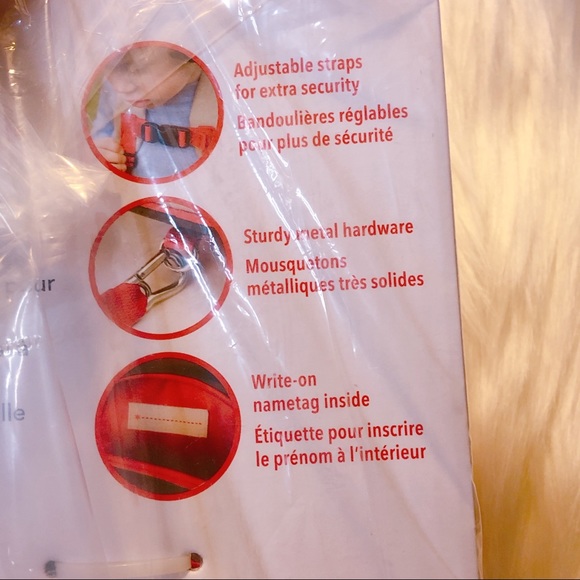 Adjustable straps
for extra security
Bandoulières réglables
pour plus de sécurité
Sturdy metal hardware
Mousquetons
métalliques très solides
Write-on
nametag inside
Étiquette pour inscrire
le prénom à l'intérieur
pour